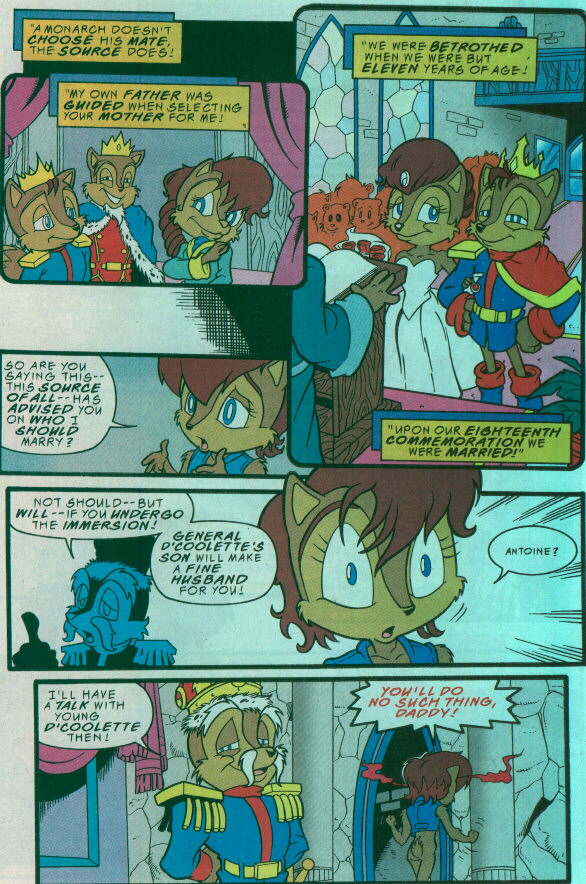 "A MONARCH DOESN'T
CHOOSE HIS MATE,
THE SOURCE DOES!
"MY OWN FATHER WAS
GUIDED WHEN SELECTING
YOUR MOTHER FOR ME!
"WE WERE BETROTHED
WHEN WE WERE BUT
ELEVEN YEARS OF AGE!
"UPON OUR EIGHTEENTH
COMMEMORATION WE
WERE MARRIED!"
SO ARE YOU
SAYING THIS--
THIS SOURCE
OF ALL--HAS
ADVISED YOU
ON WHO I
SHOULD
MARRY?
NOT SHOULD--BUT
WILL--IF YOU UNDERGO
THE IMMERSION!
GENERAL
D'COOLETTE'S
SON WILL MAKE
A FINE
HUSBAND
FOR YOU!
ANTOINE?
I'LL HAVE
A TALK WITH
YOUNG
D'COOLETTE
THEN!
YOU'LL DO
NO SUCH THING,
DADDY!